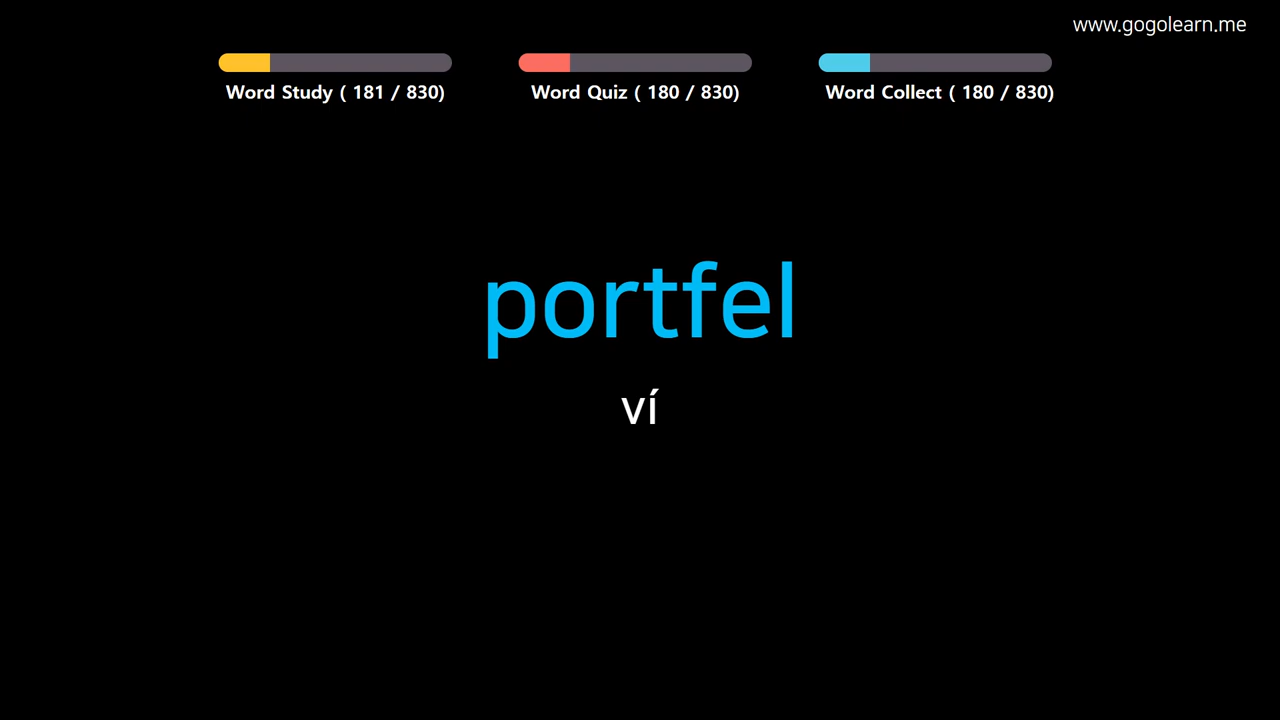 www.gogolearn.me
Word Study ( 181 / 830)
Word Quiz ( 180 / 830)
Word Collect ( 180 / 830)
portfel
ví